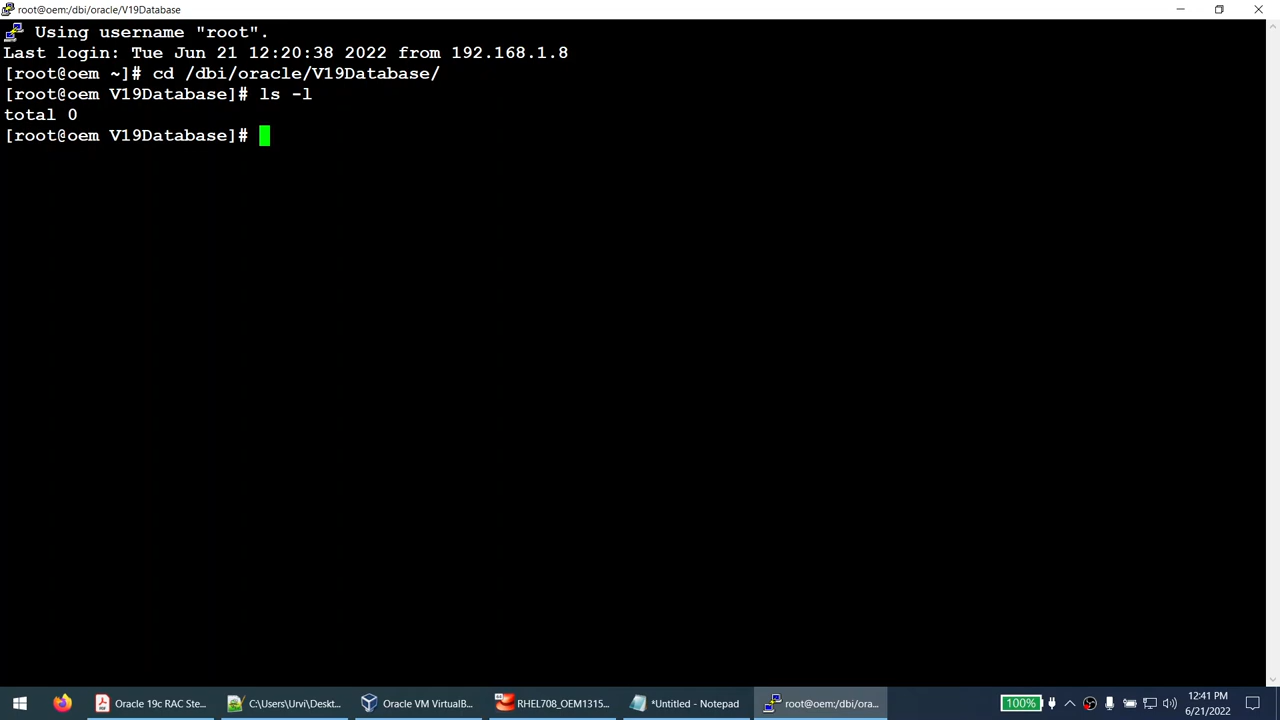 root@oem:/dbi/oracle/V19Database
Using username "root".
Last login: Tue Jun 21 12:20:38 2022 from 192.168.1.8
[root@oem ~]# cd /dbi/oracle/V19Database/
[root@oem V19Database]# ls -l
total 0
[root@oem V19Database]#
Oracle 19c RAC Ste...
C:\Users\Urvi\Deskt...
Oracle VM VirtualB...
RHEL708_OEM1315...
*Untitled - Notepad
root@oem:/dbi/ora...
100%
12:41 PM
6/21/2022